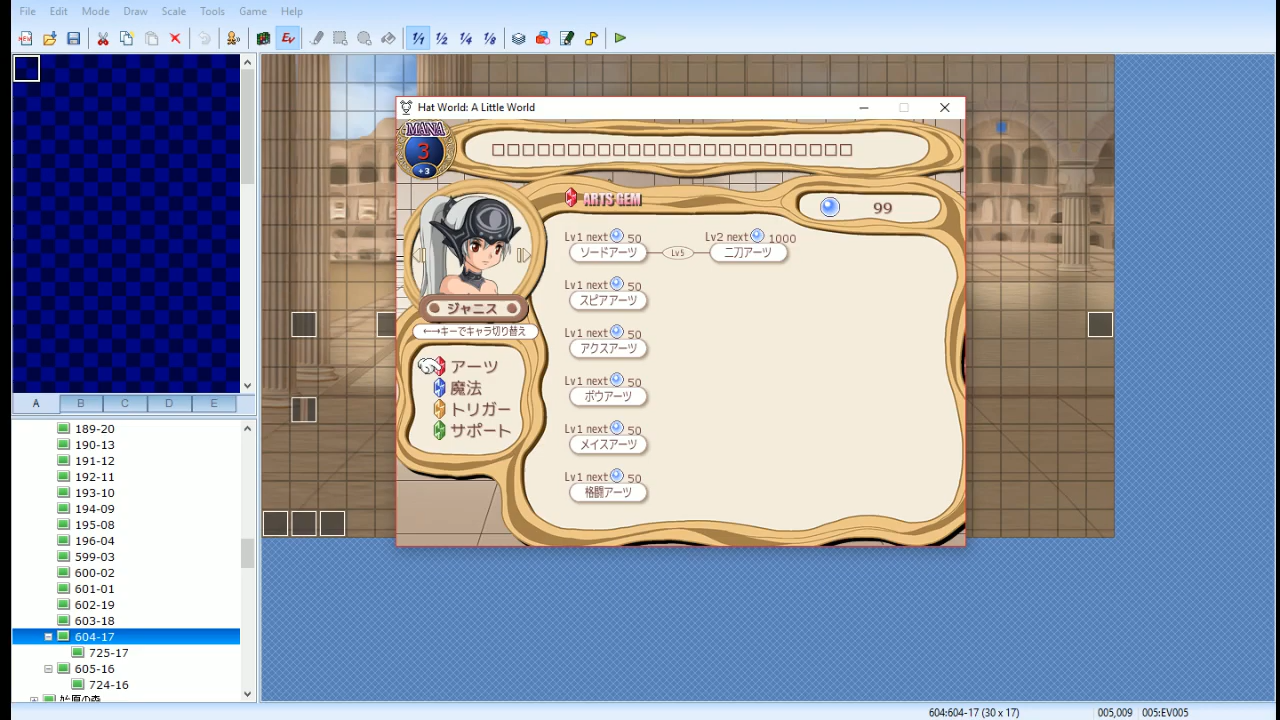 File Edit Mode Draw Scale Tools Game Help
NEW Ev 1/1 1/2 1/4 1/8
Hat World: A Little World
MANA
3
+3
□□□□□□□□□□□□□□□□□□□□□□□□
ARTS GEM
99
Lv1 next 50
ソードアーツ
Lv5
Lv2 next 1000
二刀アーツ
Lv1 next 50
スピアアーツ
Lv1 next 50
アクスアーツ
Lv1 next 50
ボウアーツ
Lv1 next 50
メイスアーツ
Lv1 next 50
格闘アーツ
ジャニス
←→キーでキャラ切り替え
アーツ
魔法
トリガー
サポート
A B C D E
189-20
190-13
191-12
192-11
193-10
194-09
195-08
196-04
599-03
600-02
601-01
602-19
603-18
604-17
725-17
605-16
724-16
始原の森
604:604-17 (30 x 17) 005,009 005:EV005